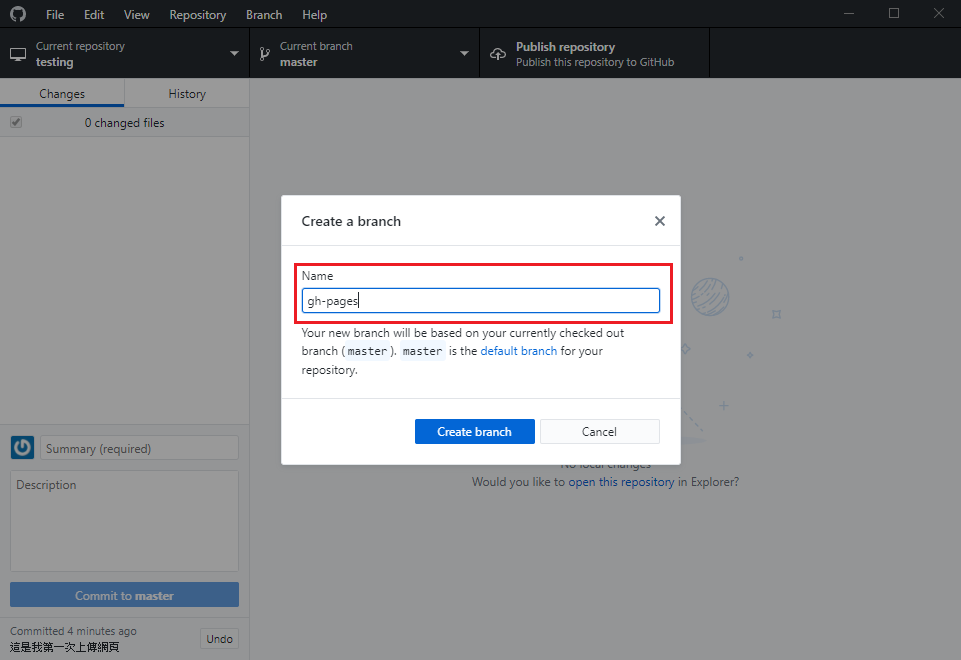 File Edit View Repository Branch Help
Current repository
testing
Current branch
master
Publish repository
Publish this repository to GitHub
Changes
History
0 changed files
Create a branch
Name
gh-pages
Your new branch will be based on your currently checked out
branch (master). master is the default branch for your
repository.
Create branch
Cancel
No local changes
Would you like to open this repository in Explorer?
Summary (required)
Description
Commit to master
Committed 4 minutes ago
這是我第一次上傳網頁
Undo